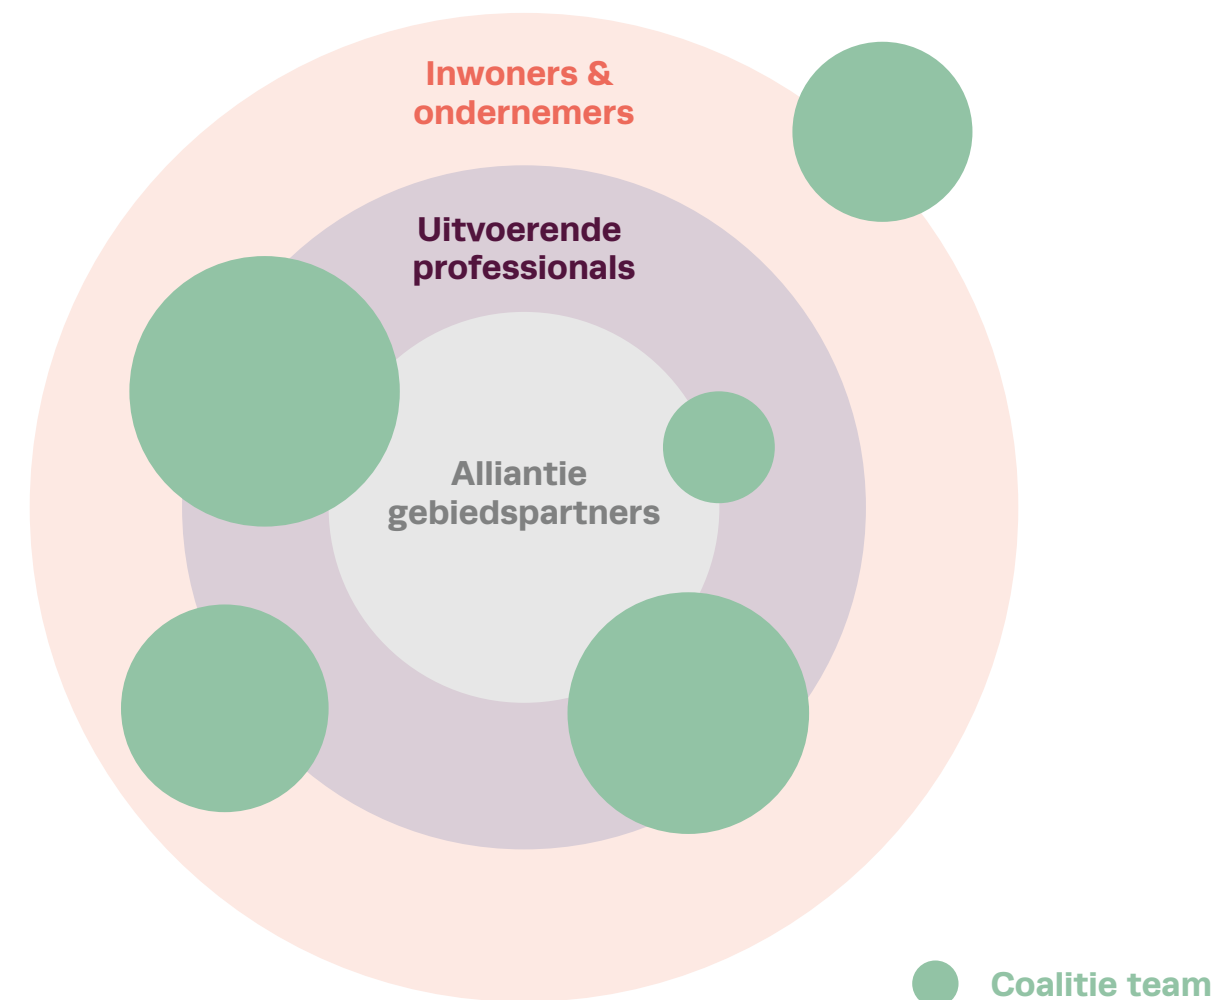 Inwoners &
ondernemers
Uitvoerende
professionals
Alliantie
gebiedspartners
Coalitie team